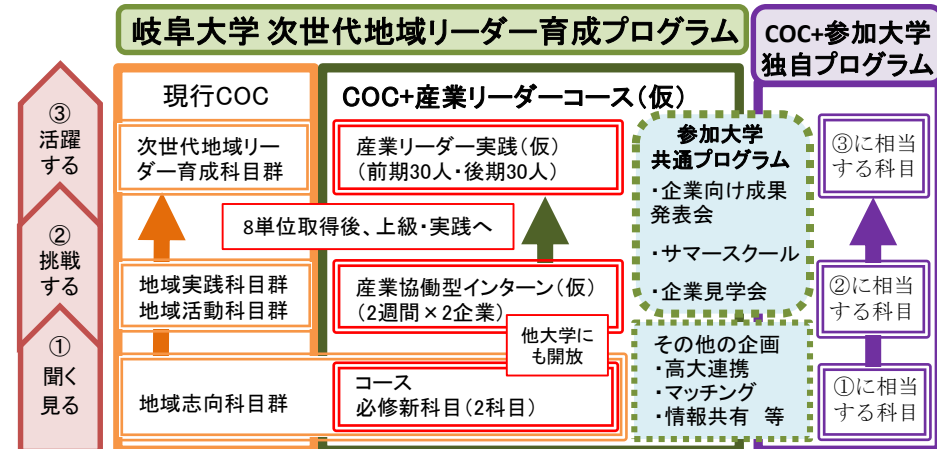 岐阜大学 次世代地域リーダー育成プログラム
COC+参加大学
独自プログラム
③
活躍
する
②
挑戦
する
①
聞く
見る
現行COC
次世代地域リー
ダー育成科目群
地域実践科目群
地域活動科目群
地域志向科目群
COC+産業リーダーコース(仮)
産業リーダー実践(仮)
(前期30人・後期30人)
8単位取得後、上級・実践へ
産業協働型インターン(仮)
(2週間×2企業)
他大学に
も開放
コース
必修新科目(2科目)
参加大学
共通プログラム
・企業向け成果
発表会
・サマースクール
・企業見学会
その他の企画
・高大連携
・マッチング
・情報共有 等
③に相当
する科目
②に相当
する科目
①に相当
する科目